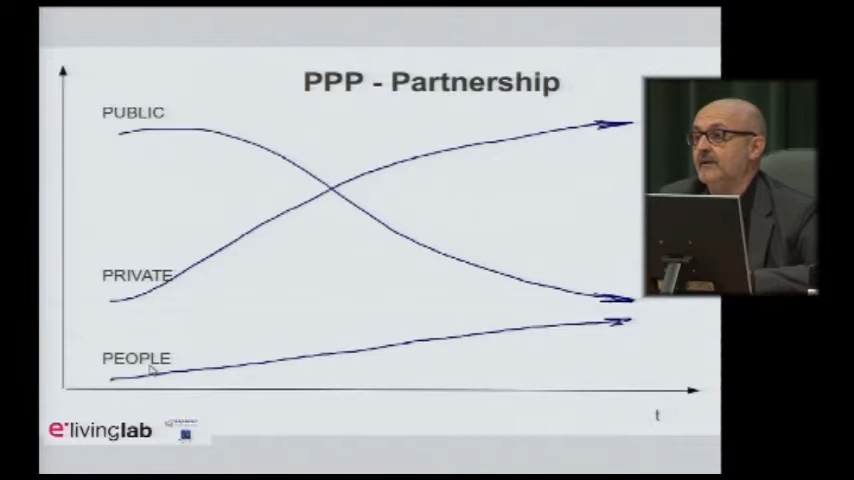 PPP - Partnership
PUBLIC
PRIVATE
PEOPLE
t
e·livinglab